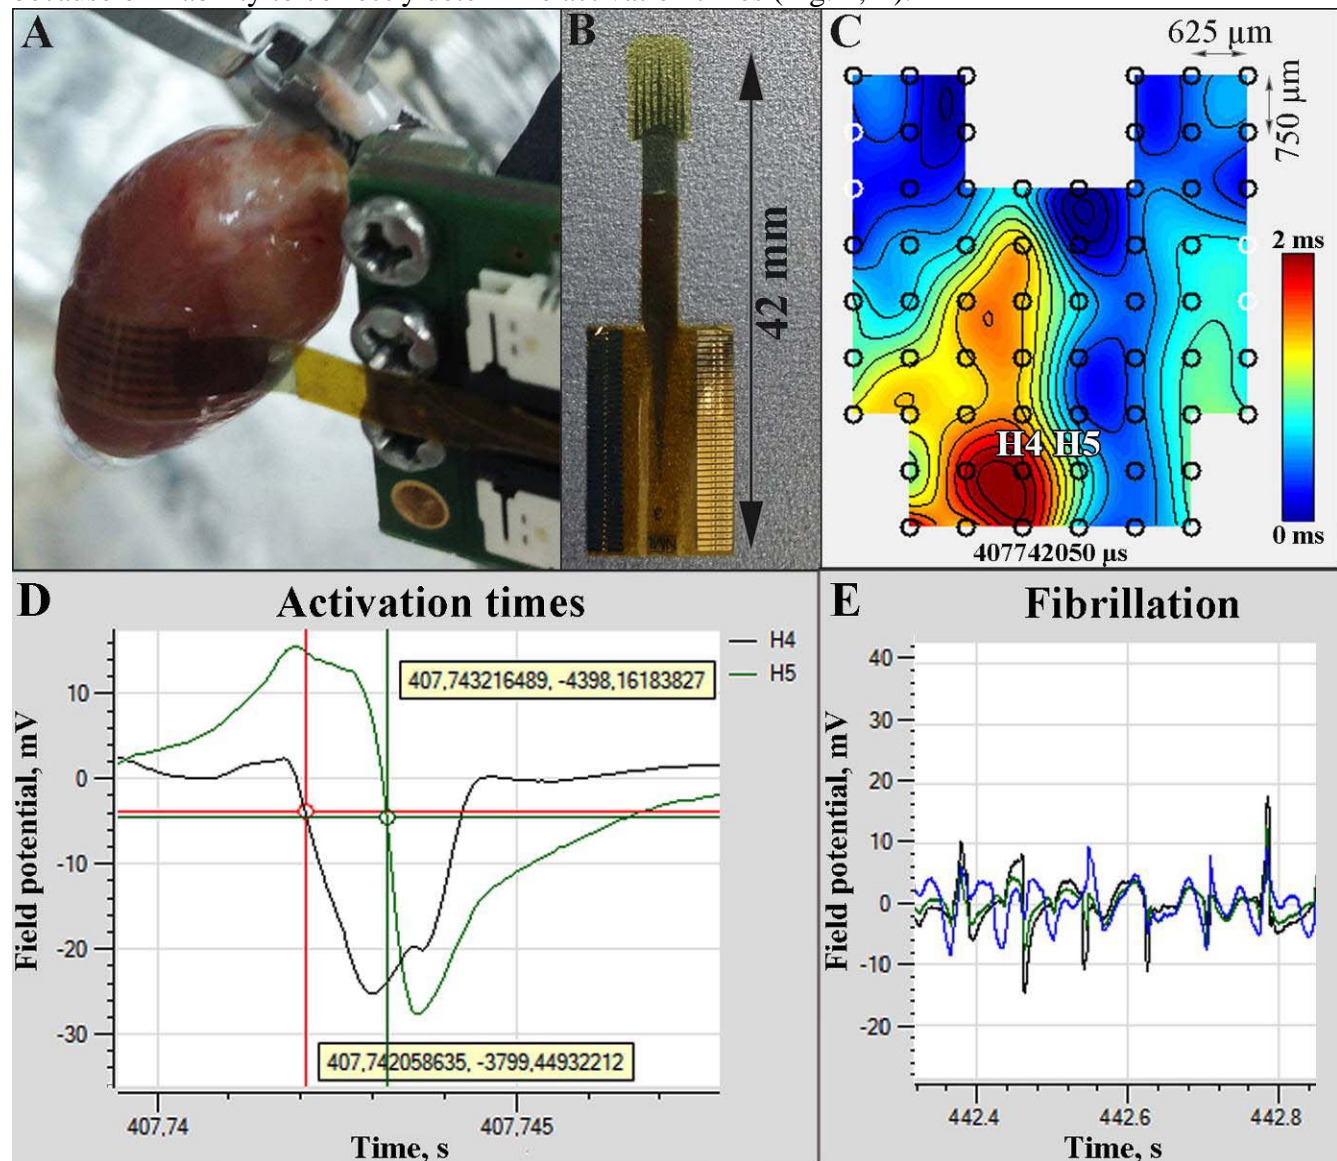 A
B
C
625 µm
750 µm
42 mm
2 ms
0 ms
H4 H5
407742050 µs
D
Activation times
H4
H5
407,743216489, -4398,16183827
407,742058635, -3799,44932212
Field potential, mV
10
0
-10
-20
-30
407,74
407,745
Time, s
E
Fibrillation
Field potential, mV
40
30
20
10
0
-10
-20
442.4
442.6
442.8
Time, s